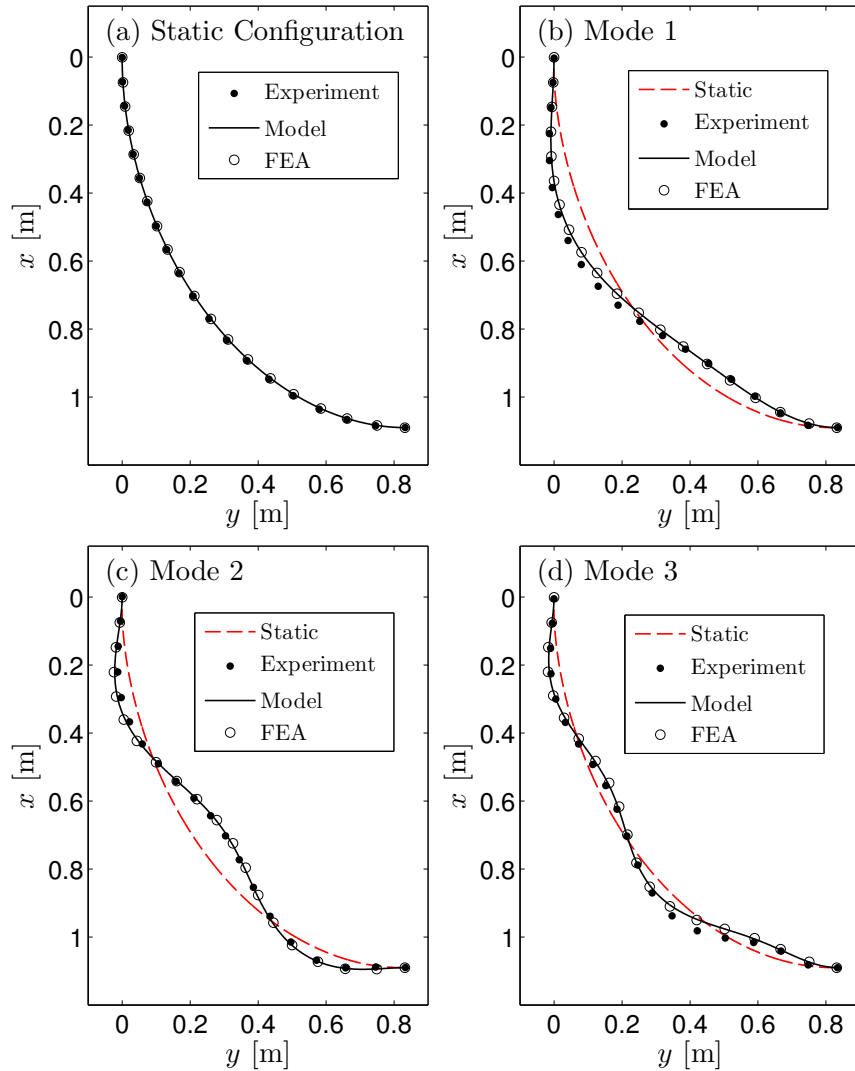 (a) Static Configuration
Experiment
Model
FEA
0
0.2
0.4
0.6
0.8
1
x [m]
0 0.2 0.4 0.6 0.8
y [m]
(b) Mode 1
Static
Experiment
Model
FEA
0
0.2
0.4
0.6
0.8
1
x [m]
0 0.2 0.4 0.6 0.8
y [m]
(c) Mode 2
Static
Experiment
Model
FEA
0
0.2
0.4
0.6
0.8
1
x [m]
0 0.2 0.4 0.6 0.8
y [m]
(d) Mode 3
Static
Experiment
Model
FEA
0
0.2
0.4
0.6
0.8
1
x [m]
0 0.2 0.4 0.6 0.8
y [m]